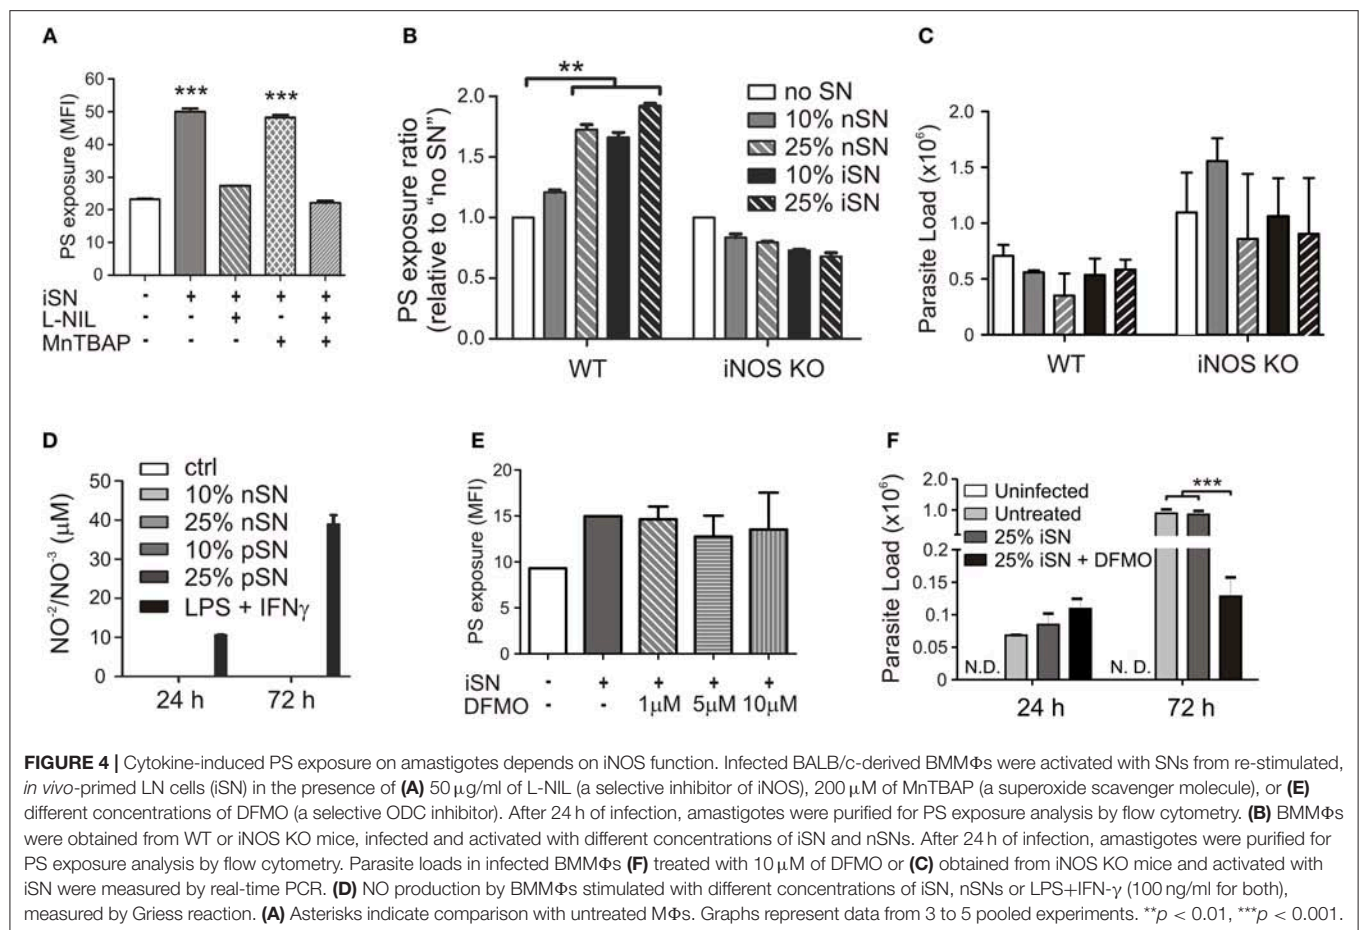 A
PS exposure (MFI)
60
50
40
30
20
10
0
*** ***
iSN - + + + +
L-NIL - - + - +
MnTBAP - - - + +
B
PS exposure ratio
(relative to "no SN")
2.0
1.5
1.0
0.5
0.0
**
no SN
10% nSN
25% nSN
10% iSN
25% iSN
WT iNOS KO
C
Parasite Load (x10⁶)
2.0
1.5
1.0
0.5
0
WT iNOS KO
D
NO⁻²/NO⁻³ (μM)
50
40
30
20
10
0
ctrl
10% nSN
25% nSN
10% pSN
25% pSN
LPS + IFNγ
24 h 72 h
E
PS exposure (MFI)
20
15
10
5
0
iSN - + + + +
DFMO - - 1μM 5μM 10μM
F
Parasite Load (x10⁶)
2.0
1.0
0.2
0.15
0.1
0.05
0
Uninfected
Untreated
25% iSN
25% iSN + DFMO
***
N.D. N. D.
24 h 72 h
FIGURE 4 | Cytokine-induced PS exposure on amastigotes depends on iNOS function. Infected BALB/c-derived BMMΦs were activated with SNs from re-stimulated,
in vivo-primed LN cells (iSN) in the presence of (A) 50 μg/ml of L-NIL (a selective inhibitor of iNOS), 200 μM of MnTBAP (a superoxide scavenger molecule), or (E)
different concentrations of DFMO (a selective ODC inhibitor). After 24 h of infection, amastigotes were purified for PS exposure analysis by flow cytometry. (B) BMMΦs
were obtained from WT or iNOS KO mice, infected and activated with different concentrations of iSN and nSNs. After 24 h of infection, amastigotes were purified for
PS exposure analysis by flow cytometry. Parasite loads in infected BMMΦs (F) treated with 10 μM of DFMO or (C) obtained from iNOS KO mice and activated with
iSN were measured by real-time PCR. (D) NO production by BMMΦs stimulated with different concentrations of iSN, nSNs or LPS+IFN-γ (100 ng/ml for both),
measured by Griess reaction. (A) Asterisks indicate comparison with untreated MΦs. Graphs represent data from 3 to 5 pooled experiments. **p < 0.01, ***p < 0.001.